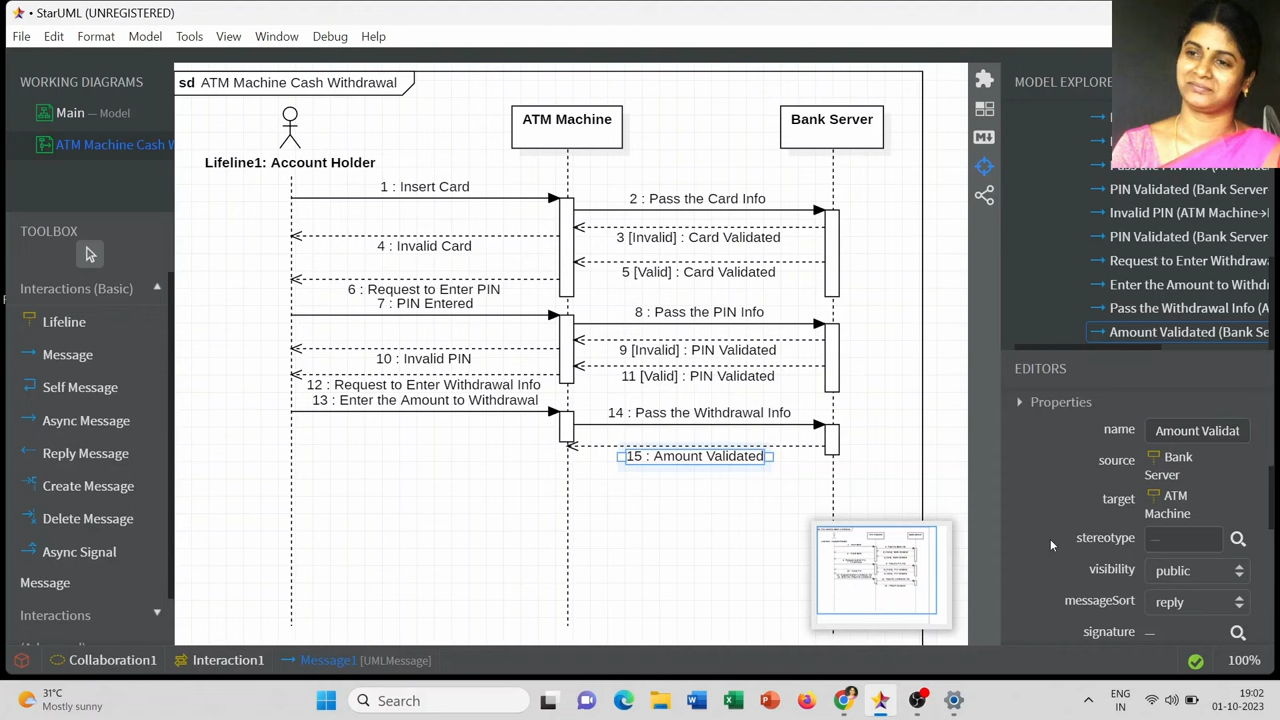 • StarUML (UNREGISTERED)
File Edit Format Model Tools View Window Debug Help
WORKING DIAGRAMS
Main — Model
ATM Machine Cash W
TOOLBOX
Interactions (Basic)
Lifeline
Message
Self Message
Async Message
Reply Message
Create Message
Delete Message
Async Signal
Message
Interactions
sd ATM Machine Cash Withdrawal
ATM Machine
Bank Server
Lifeline1: Account Holder
1 : Insert Card
2 : Pass the Card Info
3 [Invalid] : Card Validated
4 : Invalid Card
5 [Valid] : Card Validated
6 : Request to Enter PIN
7 : PIN Entered
8 : Pass the PIN Info
9 [Invalid] : PIN Validated
10 : Invalid PIN
11 [Valid] : PIN Validated
12 : Request to Enter Withdrawal Info
13 : Enter the Amount to Withdrawal
14 : Pass the Withdrawal Info
15 : Amount Validated
MODEL EXPLORE
PIN Validated (Bank Server
Invalid PIN (ATM Machine→
PIN Validated (Bank Server
Request to Enter Withdrawa
Enter the Amount to Withd
Pass the Withdrawal Info (A
Amount Validated (Bank Se
EDITORS
Properties
name Amount Validat
source Bank
Server
target ATM
Machine
stereotype —
visibility public
messageSort reply
signature —
Collaboration1 Interaction1 Message1 [UMLMessage]
100%
31°C
Mostly sunny
Search
ENG
IN
19:02
01-10-2023